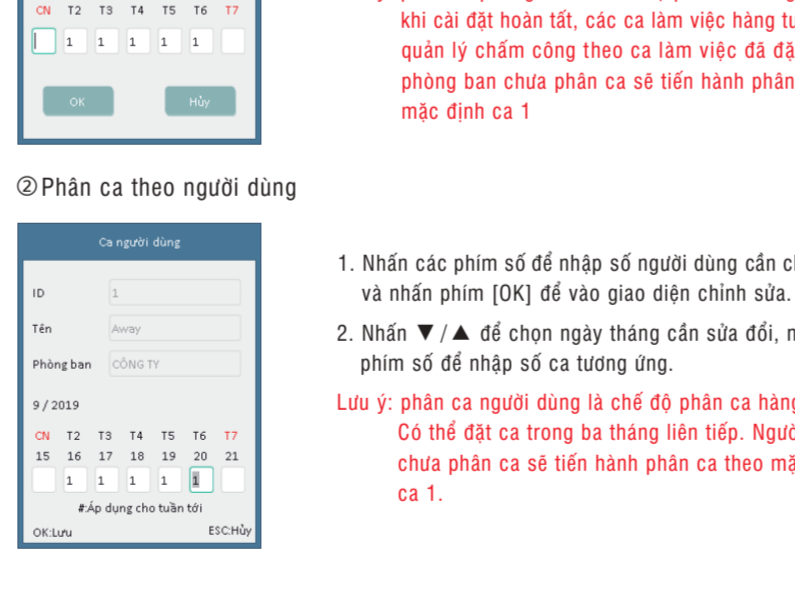 CN T2 T3 T4 T5 T6 T7
1 1 1 1 1
OK Hủy
khi cài đặt hoàn tất, các ca làm việc hàng
quản lý chấm công theo ca làm việc đã
phòng ban chưa phân ca sẽ tiến hành phân
mặc định ca 1
②Phân ca theo người dùng
Ca người dùng
ID 1
Tên Away
Phòng ban CÔNG TY
9 / 2019
CN T2 T3 T4 T5 T6 T7
15 16 17 18 19 20 21
1 1 1 1 1
#:Áp dụng cho tuần tới
OK:Lưu ESC:Hủy
1. Nhấn các phím số để nhập số người dùng cần
và nhấn phím [OK] để vào giao diện chỉnh sửa.
2. Nhấn ▼/▲ để chọn ngày tháng cần sửa đổi,
phím số để nhập số ca tương ứng.
Lưu ý: phân ca người dùng là chế độ phân ca hàng
Có thể đặt ca trong ba tháng liên tiếp.
chưa phân ca sẽ tiến hành phân ca theo
ca 1.